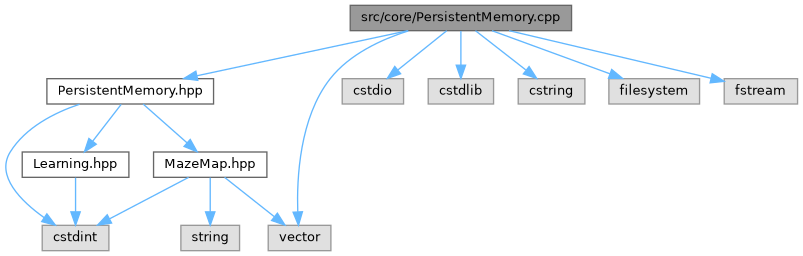 src/core/PersistentMemory.cpp
PersistentMemory.hpp
cstdio
cstdlib
cstring
filesystem
fstream
Learning.hpp
MazeMap.hpp
cstdint
string
vector